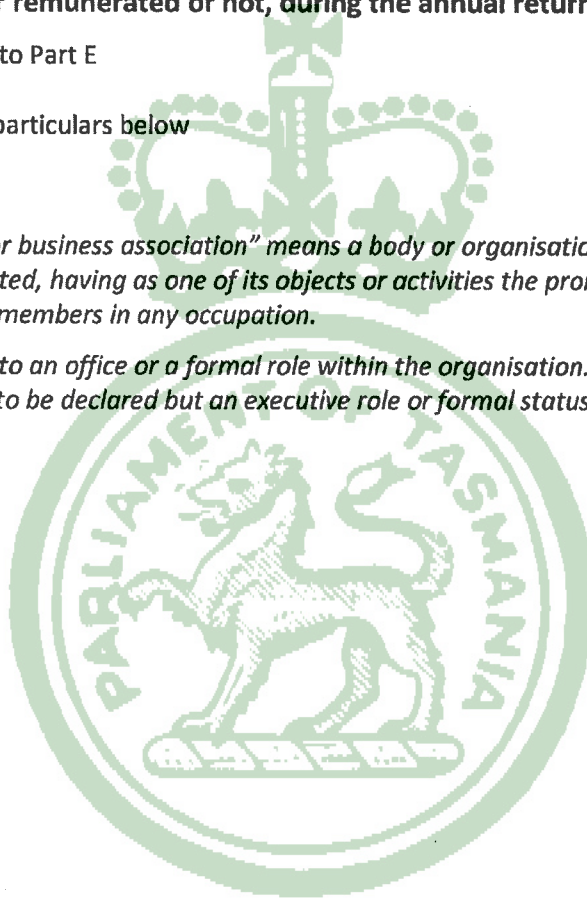 r remunerated or not, during the annual return
to Part E
particulars below
or business association" means a body or organisatio
ted, having as one of its objects or activities the pro
members in any occupation.
to an office or a formal role within the organisation.
to be declared but an executive role or formal status
PARLIAMENT OF TASMANIA